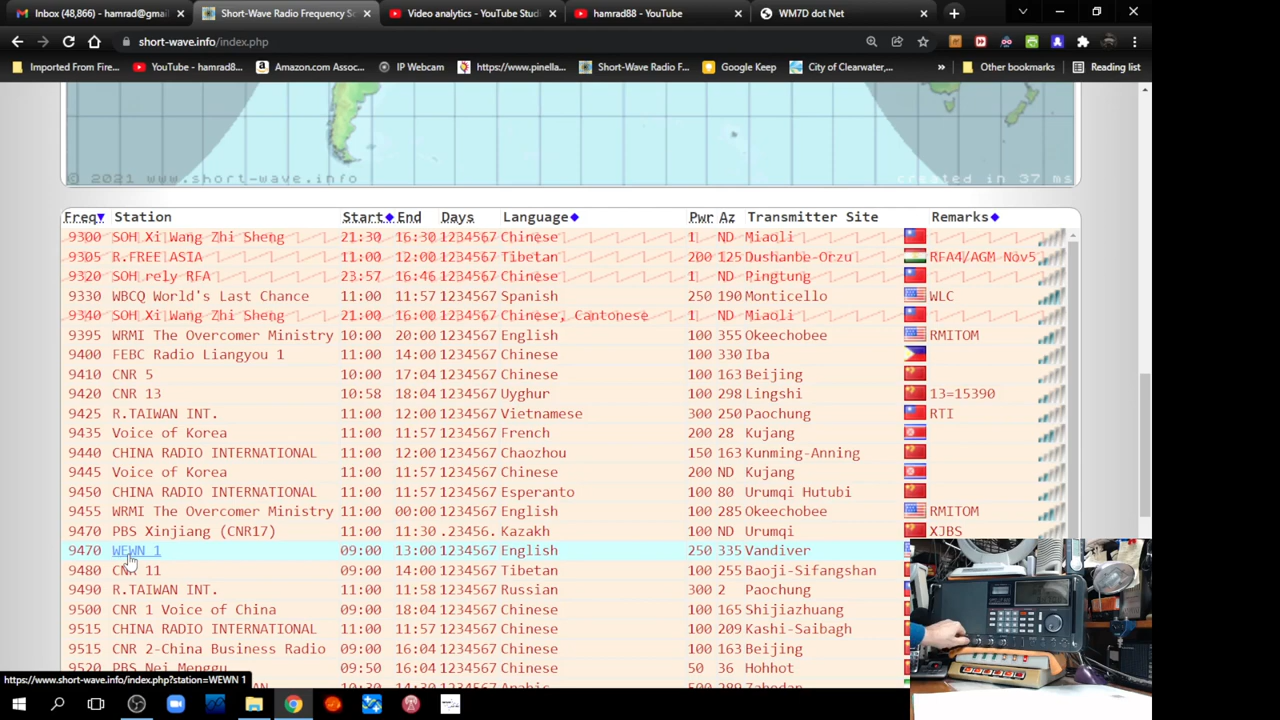 Inbox (48,866) - hamrad@gmail
Short-Wave Radio Frequency Sc
Video analytics - YouTube Stud
hamrad88 - YouTube
WM7D dot Net
short-wave.info/index.php
Imported From Fire...
YouTube - hamrad8...
Amazon.com Assoc...
IP Webcam
https://www.pinella...
Short-Wave Radio F...
Google Keep
City of Clearwater,...
»
Other bookmarks
Reading list
© 2021 www.short-wave.info
created in 37 ms
Freq Station Start End Days Language Pwr Az Transmitter Site Remarks
9300 SOH Xi Wang Zhi Sheng 21:30 16:30 1234567 Chinese 1 ND Miaoli
9305 R.FREE ASIA 11:00 12:00 1234567 Tibetan 200 125 Dushanbe-Orzu RFA4/AGM Nov5
9320 SOH rely RFA 23:57 16:46 1234567 Chinese 1 ND Pingtung
9330 WBCQ World's Last Chance 11:00 11:57 1234567 Spanish 250 190 Monticello WLC
9340 SOH Xi Wang Zhi Sheng 21:00 16:00 1234567 Chinese, Cantonese 1 ND Miaoli
9395 WRMI The Overcomer Ministry 10:00 20:00 1234567 English 100 355 Okeechobee RMITOM
9400 FEBC Radio Liangyou 1 11:00 14:00 1234567 Chinese 100 330 Iba
9410 CNR 5 10:00 17:04 1234567 Chinese 100 163 Beijing
9420 CNR 13 10:58 18:04 1234567 Uyghur 100 298 Lingshi 13=15390
9425 R.TAIWAN INT. 11:00 12:00 1234567 Vietnamese 300 250 Paochung RTI
9435 Voice of Korea 11:00 11:57 1234567 French 200 28 Kujang
9440 CHINA RADIO INTERNATIONAL 11:00 12:00 1234567 Chaozhou 150 163 Kunming-Anning
9445 Voice of Korea 11:00 11:57 1234567 Chinese 200 ND Kujang
9450 CHINA RADIO INTERNATIONAL 11:00 11:57 1234567 Esperanto 100 80 Urumqi Hutubi
9455 WRMI The Overcomer Ministry 11:00 00:00 1234567 English 100 285 Okeechobee RMITOM
9470 PBS Xinjiang (CNR17) 11:00 11:30 .23456. Kazakh 100 ND Urumqi XJBS
9470 WEWN 1 09:00 13:00 1234567 English 250 335 Vandiver
9480 CNR 11 09:00 14:00 1234567 Tibetan 100 255 Baoji-Sifangshan
9490 R.TAIWAN INT. 11:00 11:58 1234567 Russian 300 2 Paochung
9500 CNR 1 Voice of China 09:00 18:04 1234567 Chinese 100 165 Shijiazhuang
9515 CHINA RADIO INTERNATIONAL 11:00 11:57 1234567 Chinese 100 209 Kashi-Saibagh
9515 CNR 2-China Business Radio 09:00 16:04 1234567 Chinese 100 163 Beijing
9520 PBS Nei Menggu 09:50 16:04 1234567 Chinese 50 36 Hohhot
https://www.short-wave.info/index.php?station=WEWN 1